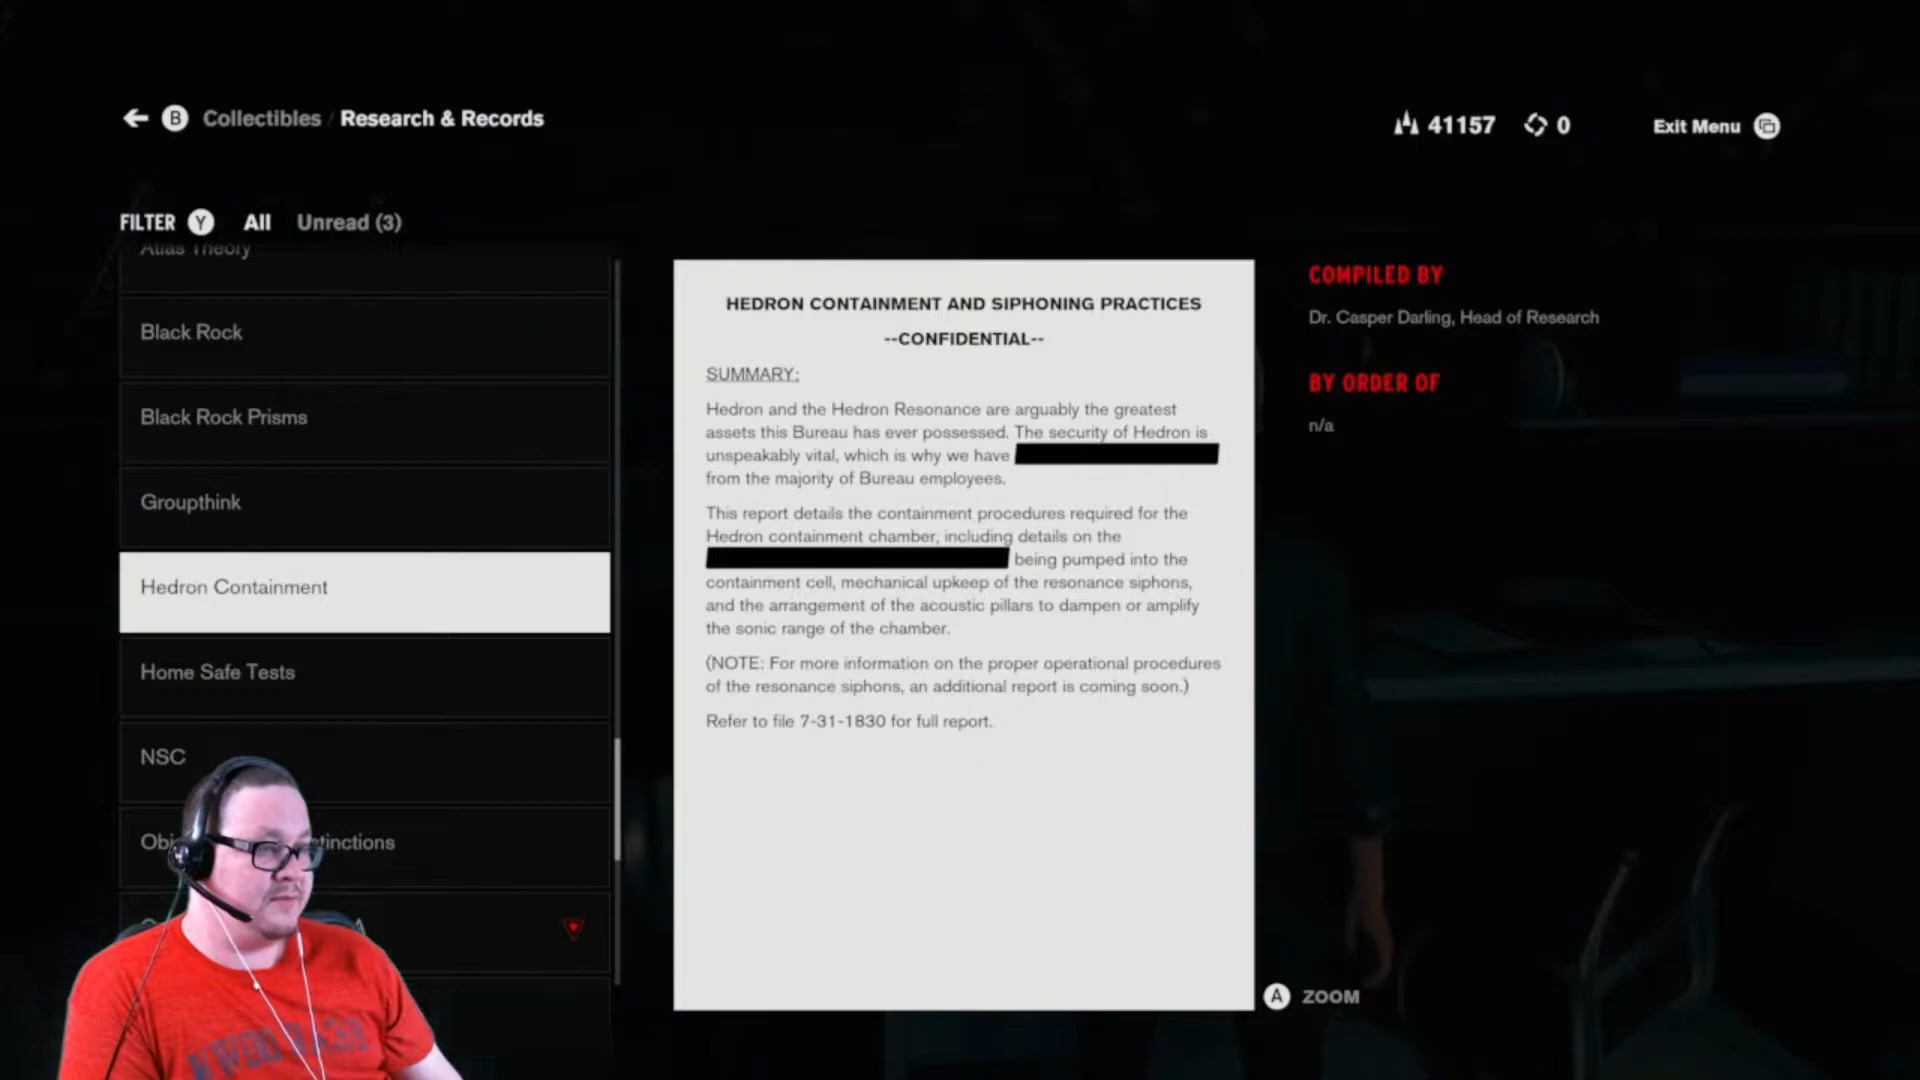 B Collectibles / Research & Records
41157 0 Exit Menu
FILTER Y All Unread (3)
Atlas Theory
Black Rock
Black Rock Prisms
Groupthink
Hedron Containment
Home Safe Tests
NSC
HEDRON CONTAINMENT AND SIPHONING PRACTICES
--CONFIDENTIAL--
SUMMARY:
Hedron and the Hedron Resonance are arguably the greatest
assets this Bureau has ever possessed. The security of Hedron is
unspeakably vital, which is why we have
from the majority of Bureau employees.
This report details the containment procedures required for the
Hedron containment chamber, including details on the
being pumped into the
containment cell, mechanical upkeep of the resonance siphons,
and the arrangement of the acoustic pillars to dampen or amplify
the sonic range of the chamber.
(NOTE: For more information on the proper operational procedures
of the resonance siphons, an additional report is coming soon.)
Refer to file 7-31-1830 for full report.
COMPILED BY
Dr. Casper Darling, Head of Research
BY ORDER OF
n/a
A ZOOM